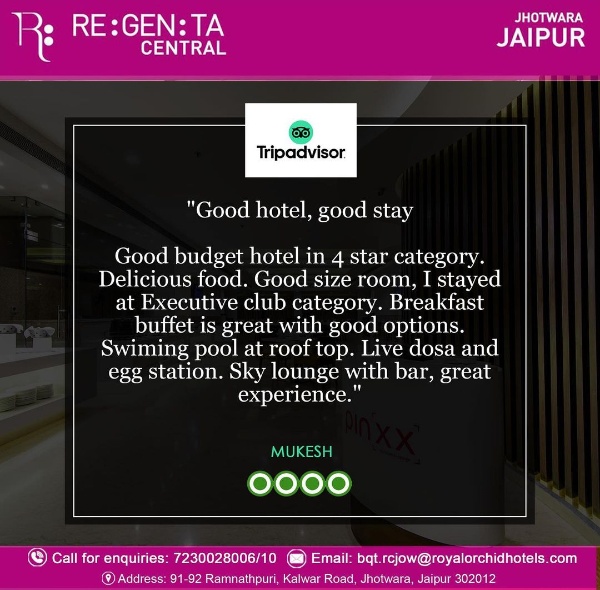 RE:GEN:TA
CENTRAL
JHOTWARA
JAIPUR
Tripadvisor
"Good hotel, good stay
Good budget hotel in 4 star category.
Delicious food. Good size room, I stayed
at Executive club category. Breakfast
buffet is great with good options.
Swiming pool at roof top. Live dosa and
egg station. Sky lounge with bar, great
experience."
pinxx
MUKESH
Call for enquiries: 7230028006/10 Email: bqt.rcjow@royalorchidhotels.com
Address: 91-92 Ramnathpuri, Kalwar Road, Jhotwara, Jaipur 302012